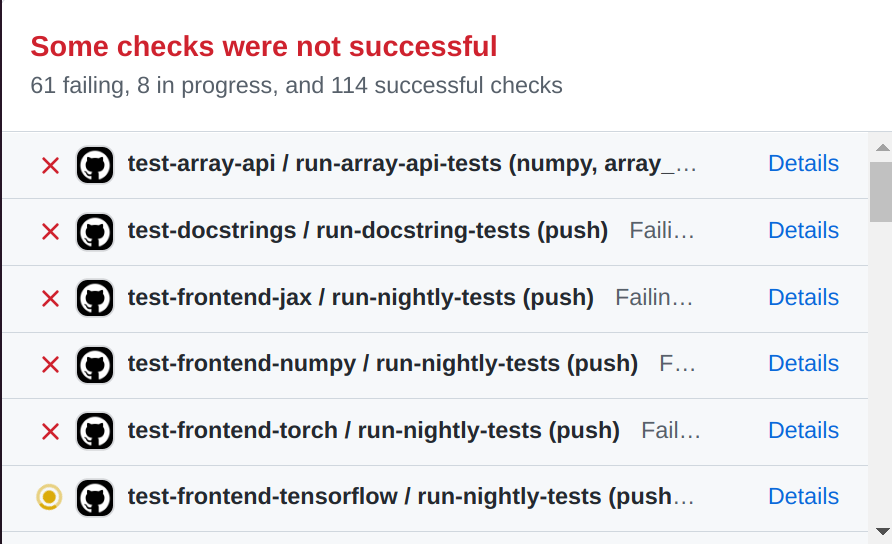 Some checks were not successful
61 failing, 8 in progress, and 114 successful checks
test-array-api / run-array-api-tests (numpy, array_… Details
test-docstrings / run-docstring-tests (push) Faili… Details
test-frontend-jax / run-nightly-tests (push) Failin… Details
test-frontend-numpy / run-nightly-tests (push) F… Details
test-frontend-torch / run-nightly-tests (push) Fail… Details
test-frontend-tensorflow / run-nightly-tests (push… Details